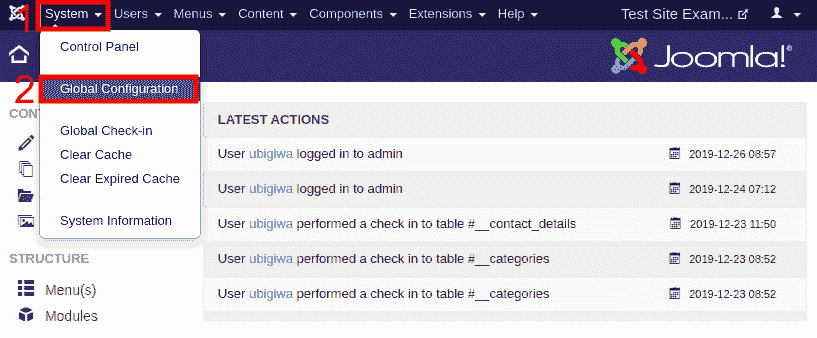 1
System Users Menus Content Components Extensions Help Test Site Exam...
Control Panel
Joomla!®
2
Global Configuration
CON
LATEST ACTIONS
Global Check-in
User ubigiwa logged in to admin 2019-12-26 08:57
Clear Cache
Clear Expired Cache
User ubigiwa logged in to admin 2019-12-24 07:12
System Information
User ubigiwa performed a check in to table #__contact_details 2019-12-23 11:50
STRUCTURE
User ubigiwa performed a check in to table #__categories 2019-12-23 08:52
Menu(s)
User ubigiwa performed a check in to table #__categories 2019-12-23 08:52
Modules